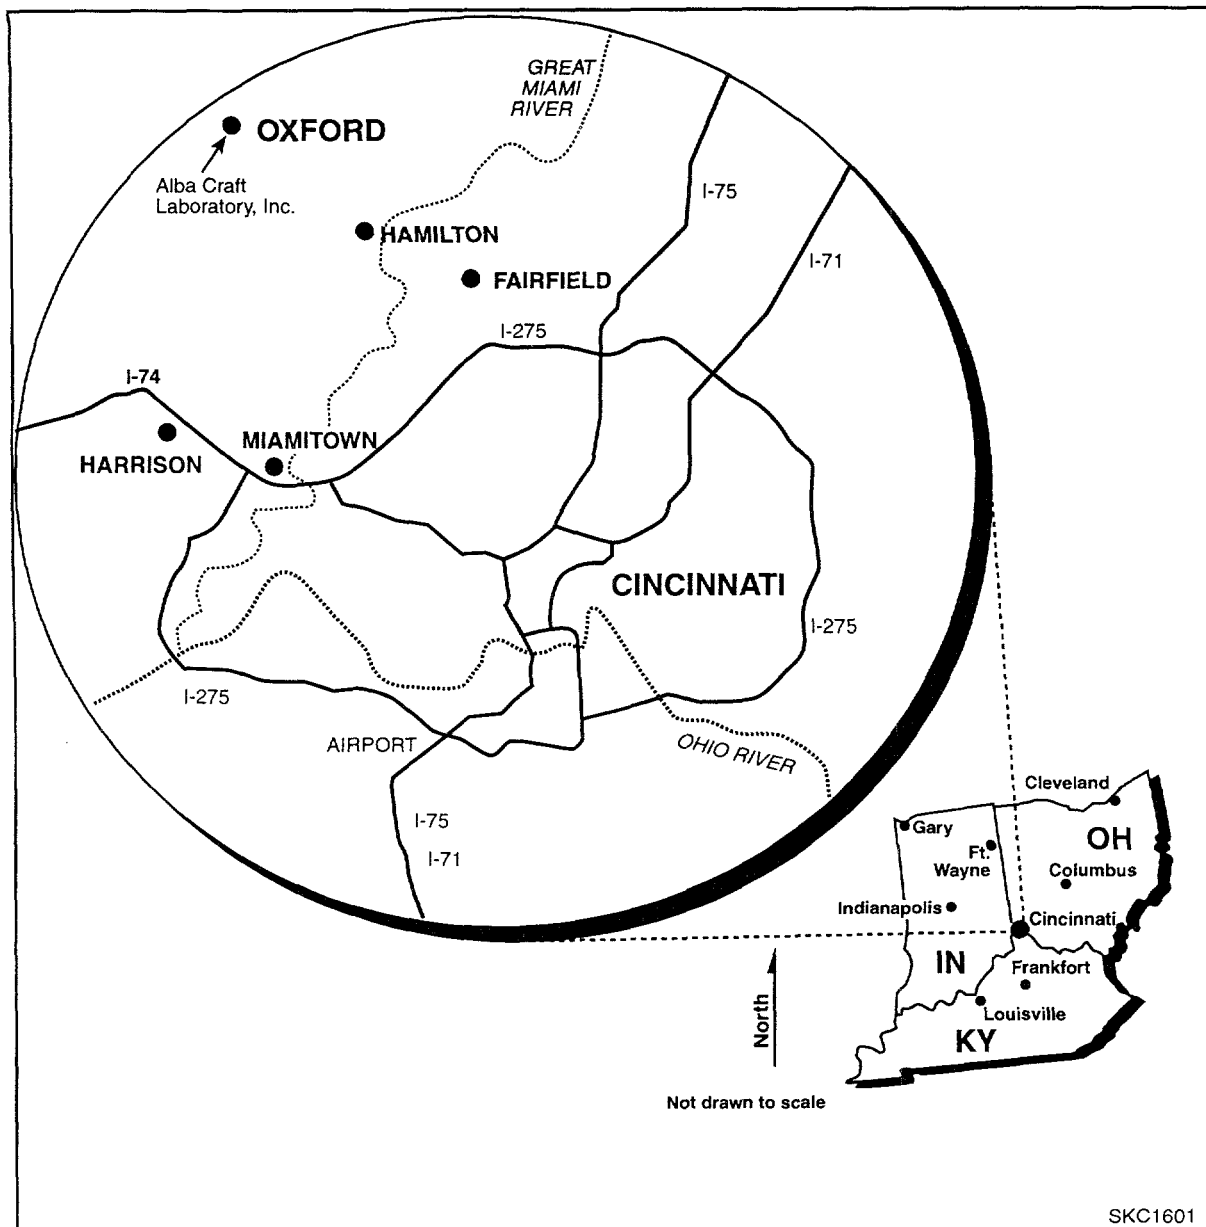 GREAT
MIAMI
RIVER
OXFORD
Alba Craft
Laboratory, Inc.
I-75
HAMILTON
I-71
FAIRFIELD
I-275
I-74
MIAMITOWN
HARRISON
CINCINNATI
I-275
I-275
AIRPORT
OHIO RIVER
I-75
I-71
Cleveland
Gary
OH
Ft.
Wayne
Columbus
Indianapolis
Cincinnati
IN
Frankfort
Louisville
KY
North
Not drawn to scale
SKC1601